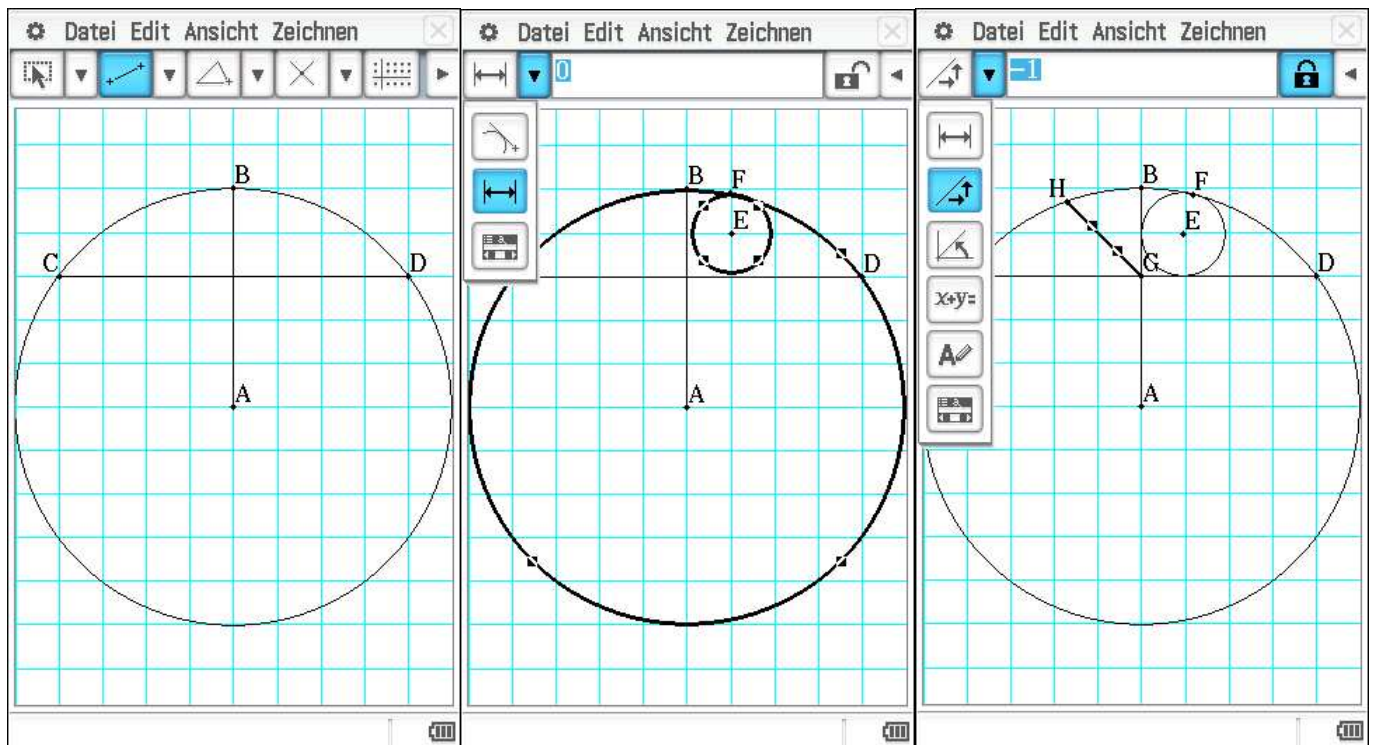 Datei Edit Ansicht Zeichnen
B
C
D
A
Datei Edit Ansicht Zeichnen
0
B
F
E
D
A
Datei Edit Ansicht Zeichnen
-1
x+y=
A
B
H
F
E
G
D
A